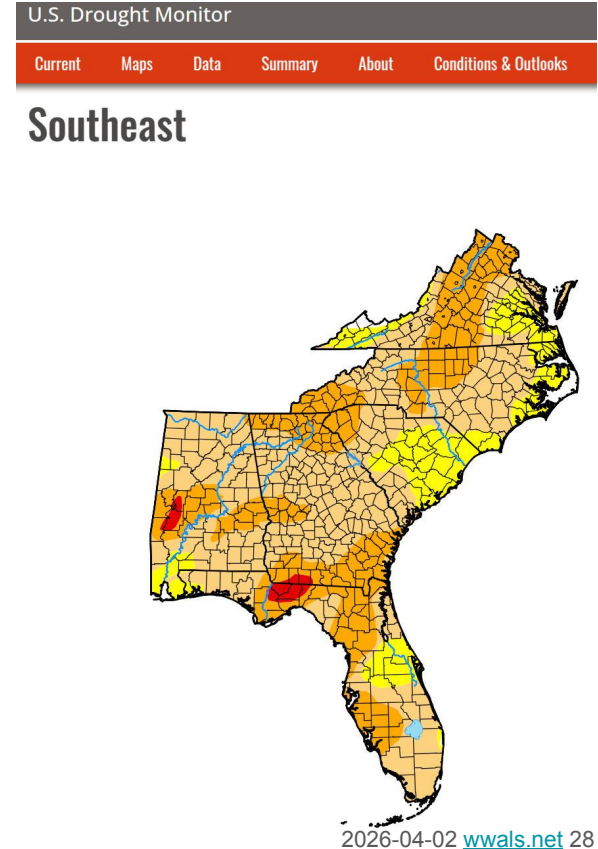 U.S. Drought Monitor
Current Maps Data Summary About Conditions & Outlooks
Southeast
2026-04-02 wwals.net 28